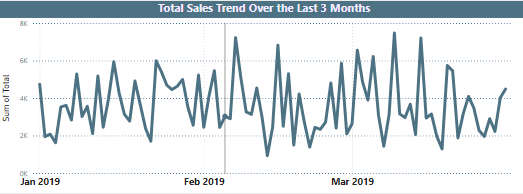 Total Sales Trend Over the Last 3 Months
8K
6K
4K
2K
0K
Sum of Total
Jan 2019 Feb 2019 Mar 2019